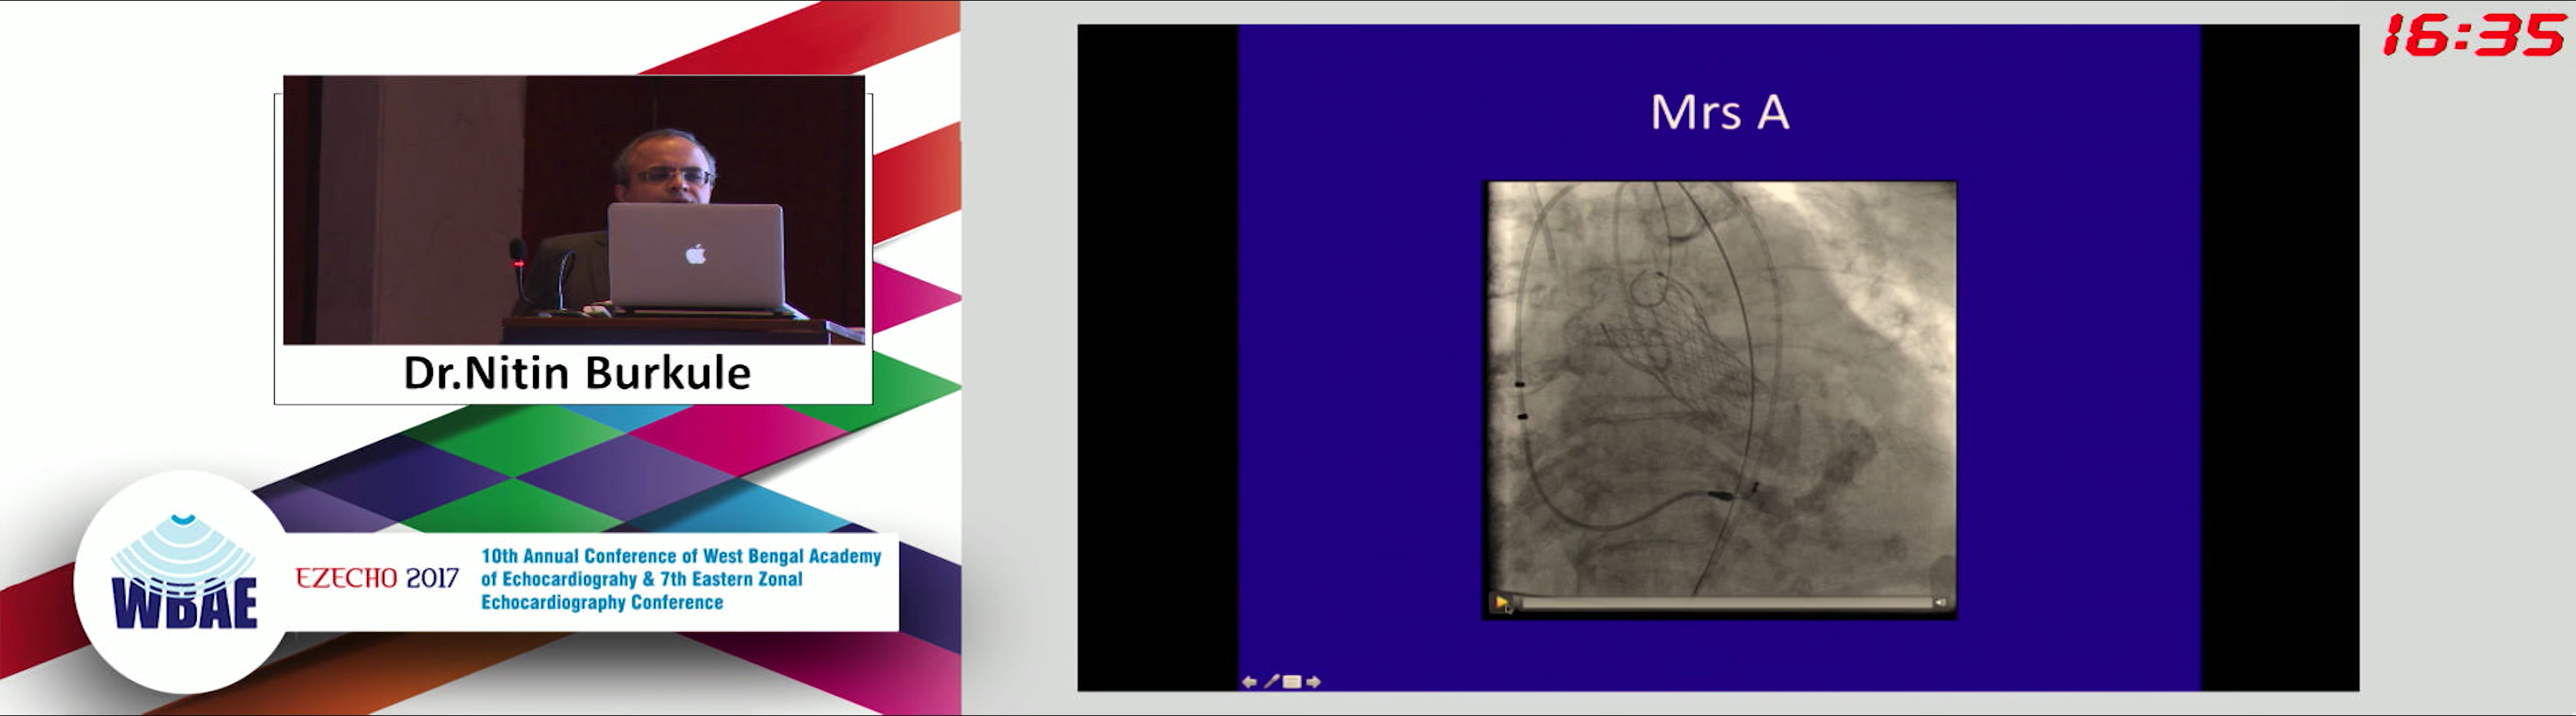 16:35
Mrs A
Dr.Nitin Burkule
WBAE
EZECHO 2017
10th Annual Conference of West Bengal Academy
of Echocardiograhy & 7th Eastern Zonal
Echocardiography Conference